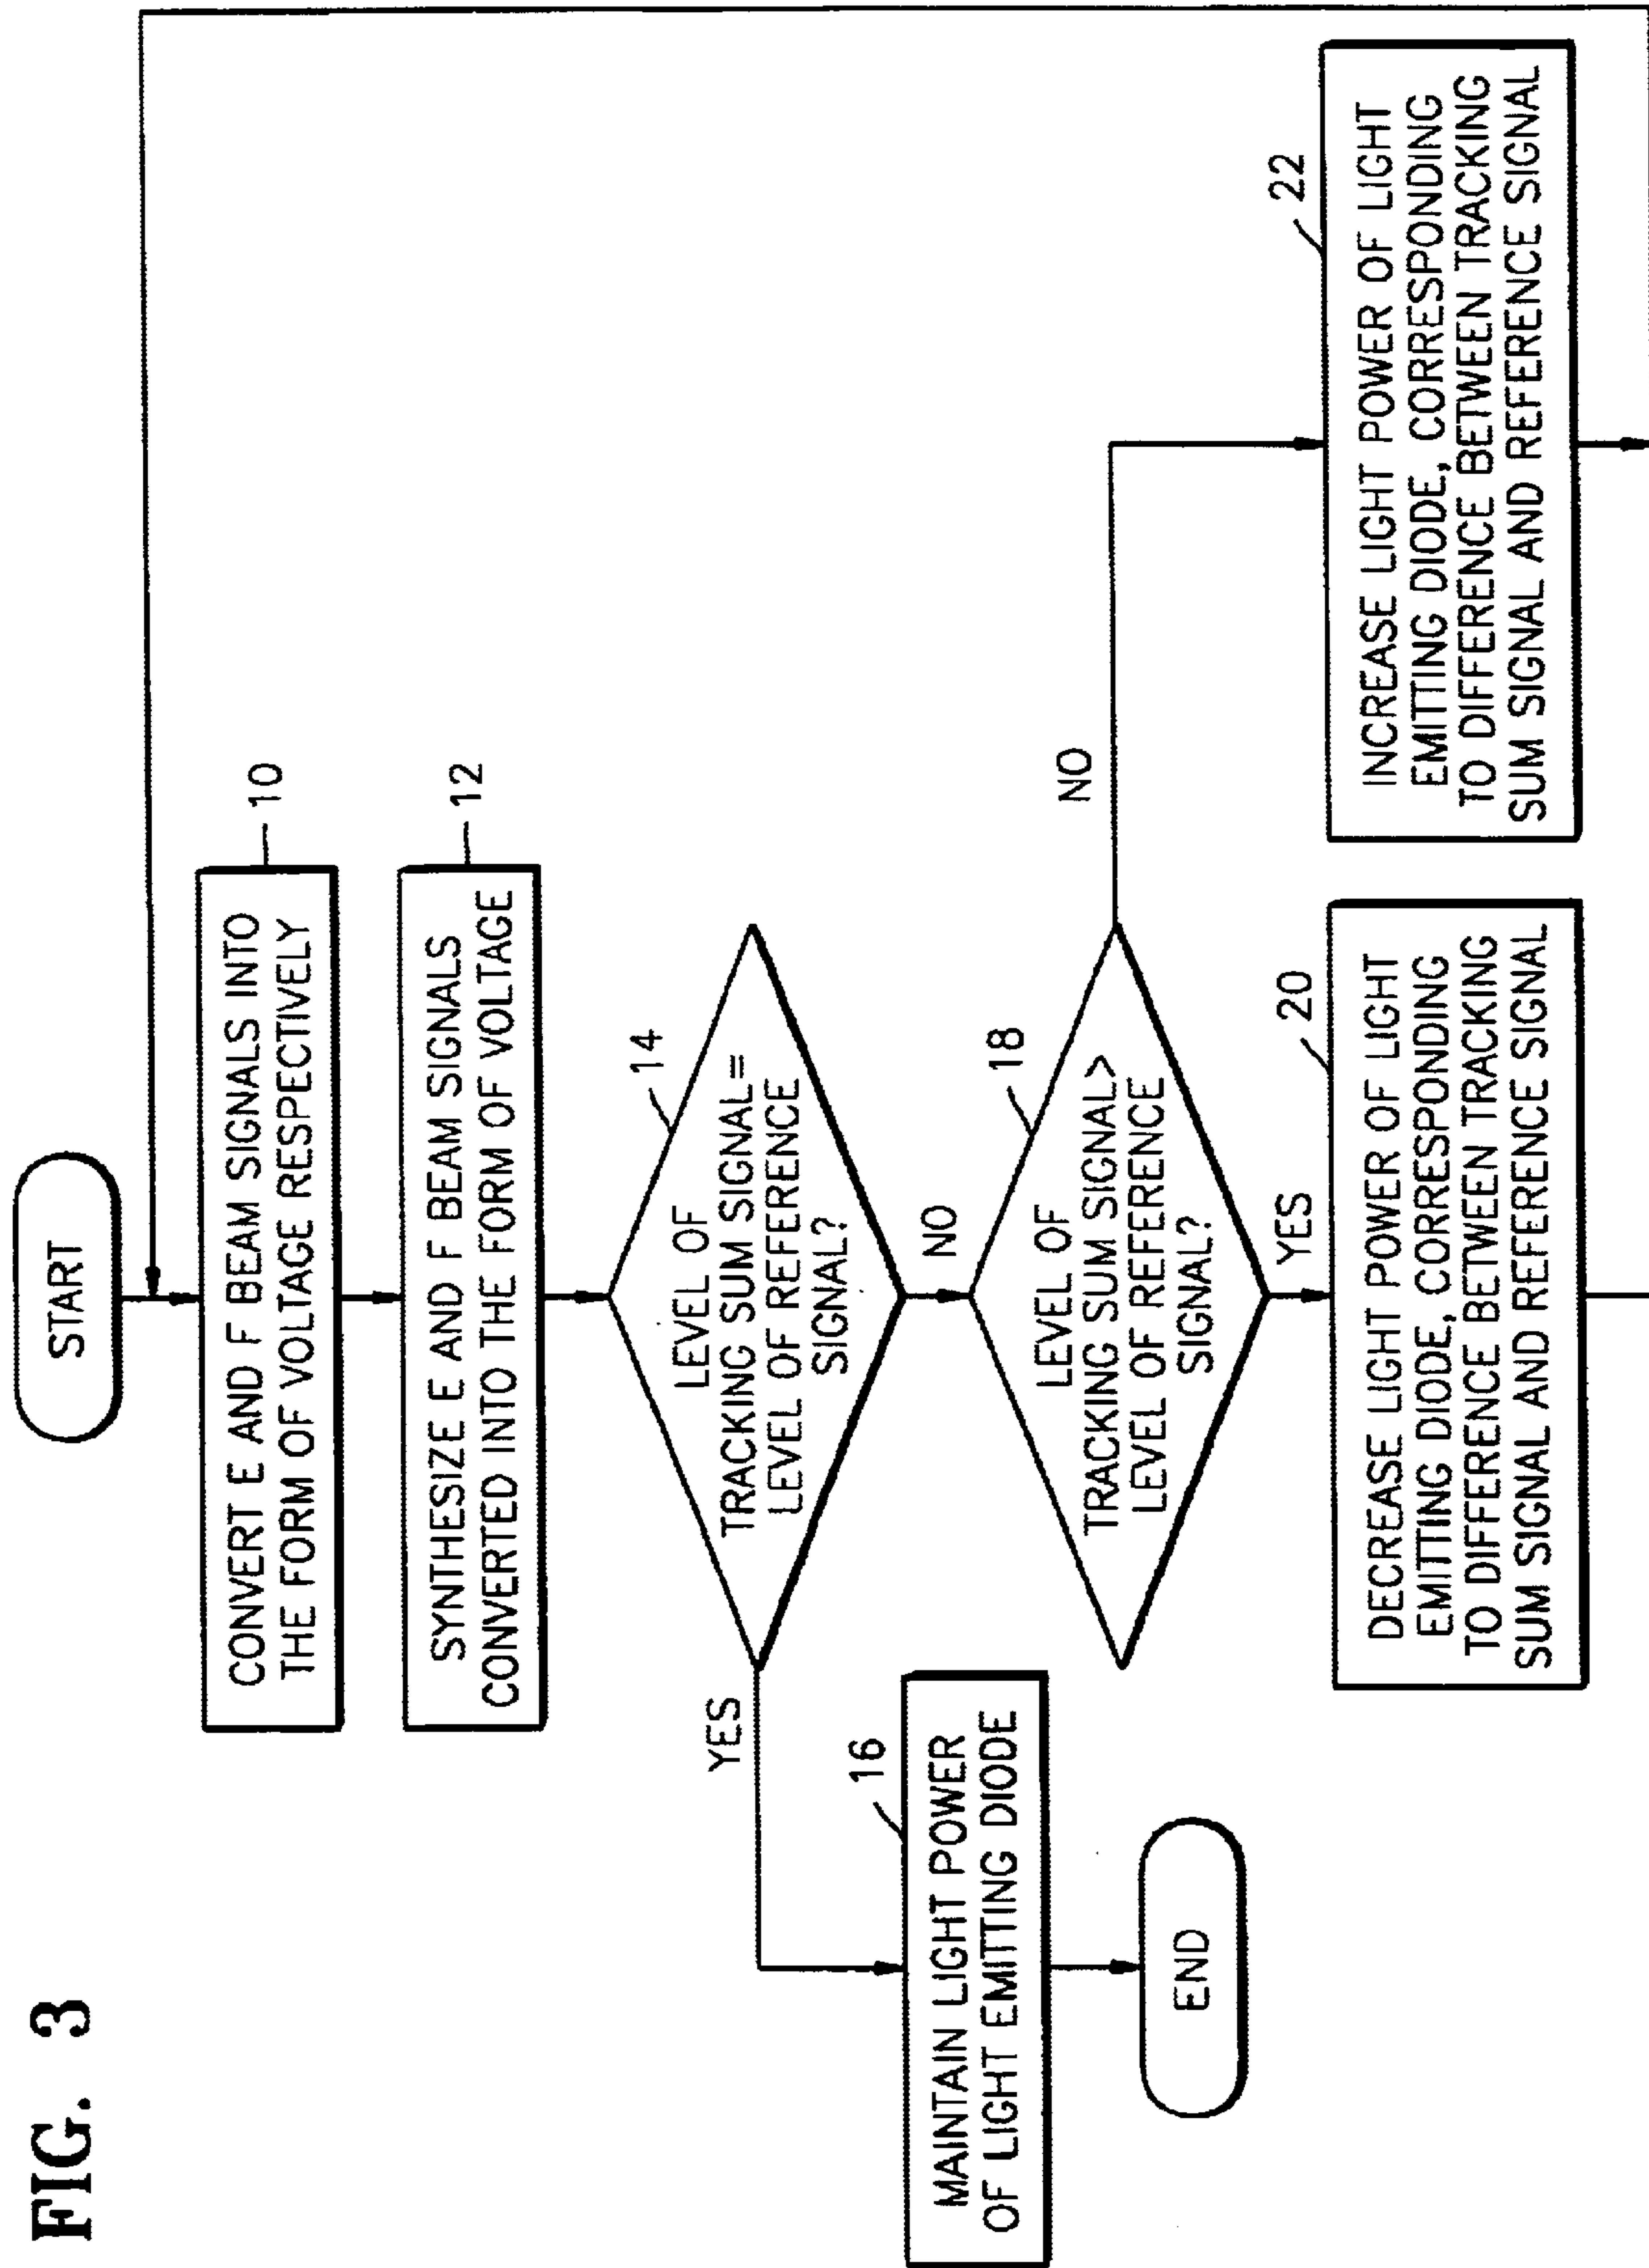 FIG. 3
START
10
CONVERT E AND F BEAM SIGNALS INTO
THE FORM OF VOLTAGE RESPECTIVELY
12
SYNTHESIZE E AND F BEAM SIGNALS
CONVERTED INTO THE FORM OF VOLTAGE
14
LEVEL OF
TRACKING SUM SIGNAL=
LEVEL OF REFERENCE
SIGNAL?
YES
NO
16
MAINTAIN LIGHT POWER
OF LIGHT EMITTING DIODE
END
18
LEVEL OF
TRACKING SUM SIGNAL>
LEVEL OF REFERENCE
SIGNAL?
NO
YES
20
DECREASE LIGHT POWER OF LIGHT
EMITTING DIODE, CORRESPONDING
TO DIFFERENCE BETWEEN TRACKING
SUM SIGNAL AND REFERENCE SIGNAL
22
INCREASE LIGHT POWER OF LIGHT
EMITTING DIODE, CORRESPONDING
TO DIFFERENCE BETWEEN TRACKING
SUM SIGNAL AND REFERENCE SIGNAL